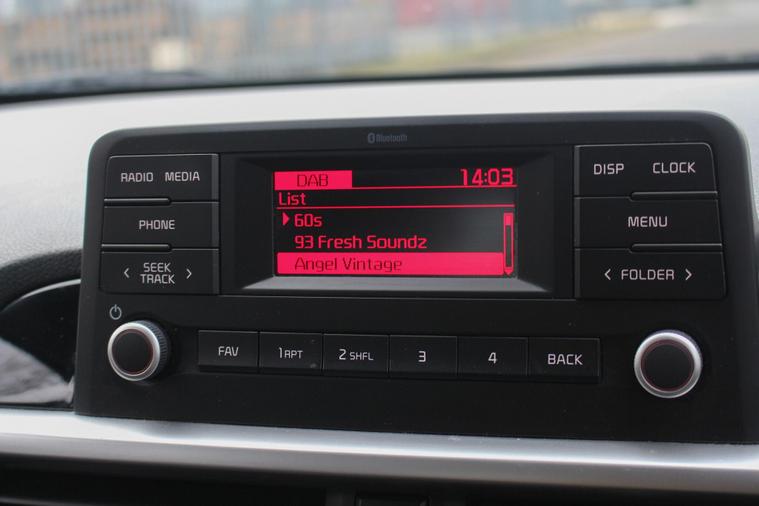 Bluetooth
RADIO MEDIA
PHONE
< SEEK TRACK >
DAB 14:03
List
60s
93 Fresh Soundz
Angel Vintage
DISP CLOCK
MENU
< FOLDER >
FAV 1 RPT 2 SHFL 3 4 BACK